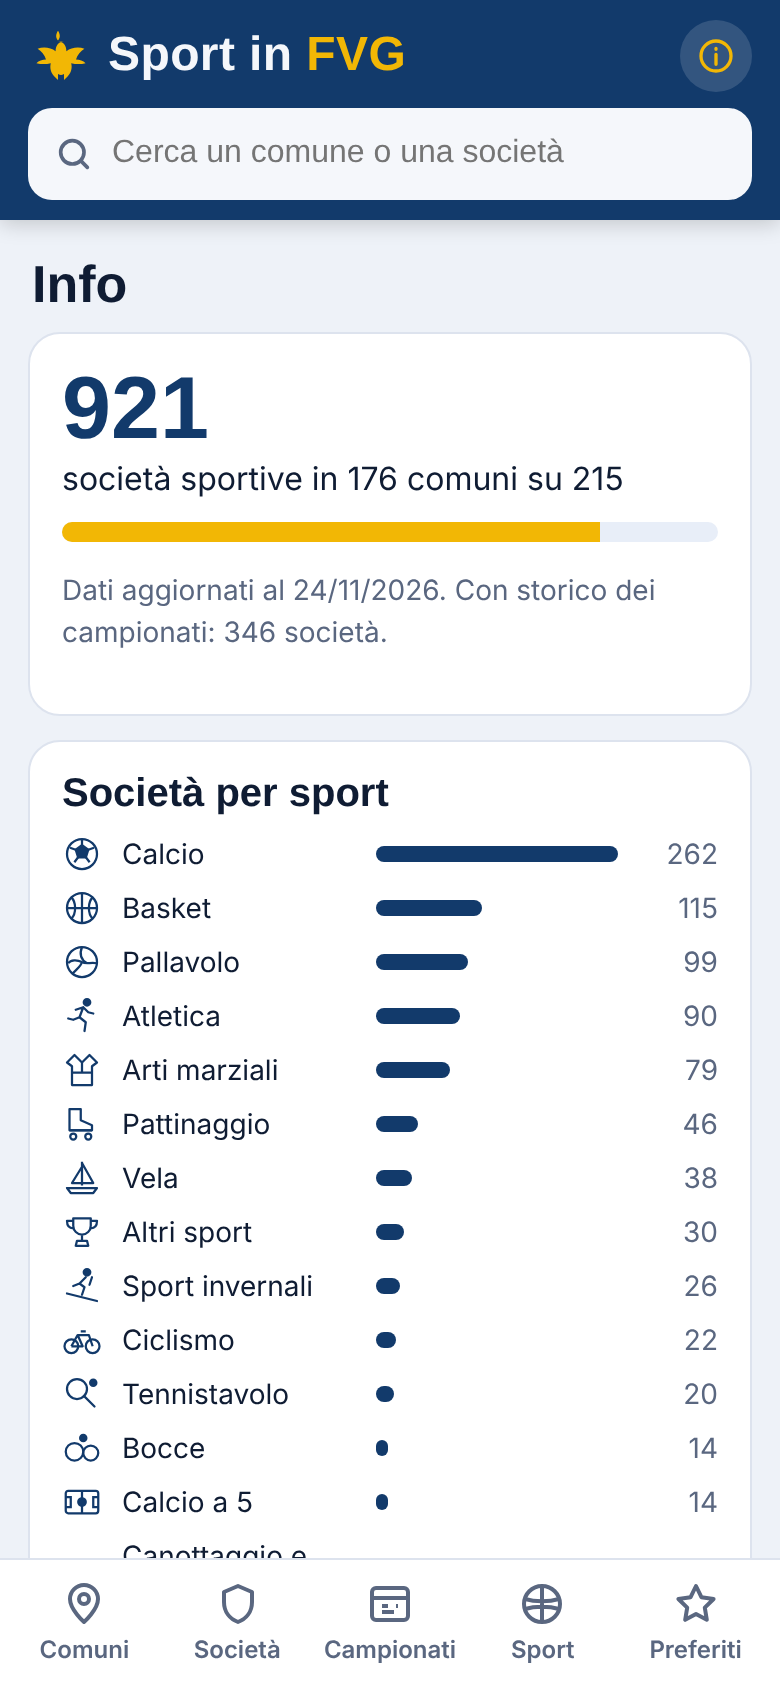 Sport in FVG
Cerca un comune o una società
Info
921
società sportive in 176 comuni su 215
Dati aggiornati al 24/11/2026. Con storico dei
campionati: 346 società.
Società per sport
Calcio 262
Basket 115
Pallavolo 99
Atletica 90
Arti marziali 79
Pattinaggio 46
Vela 38
Altri sport 30
Sport invernali 26
Ciclismo 22
Tennistavolo 20
Bocce 14
Calcio a 5 14
Canottaggio e
Comuni Società Campionati Sport Preferiti